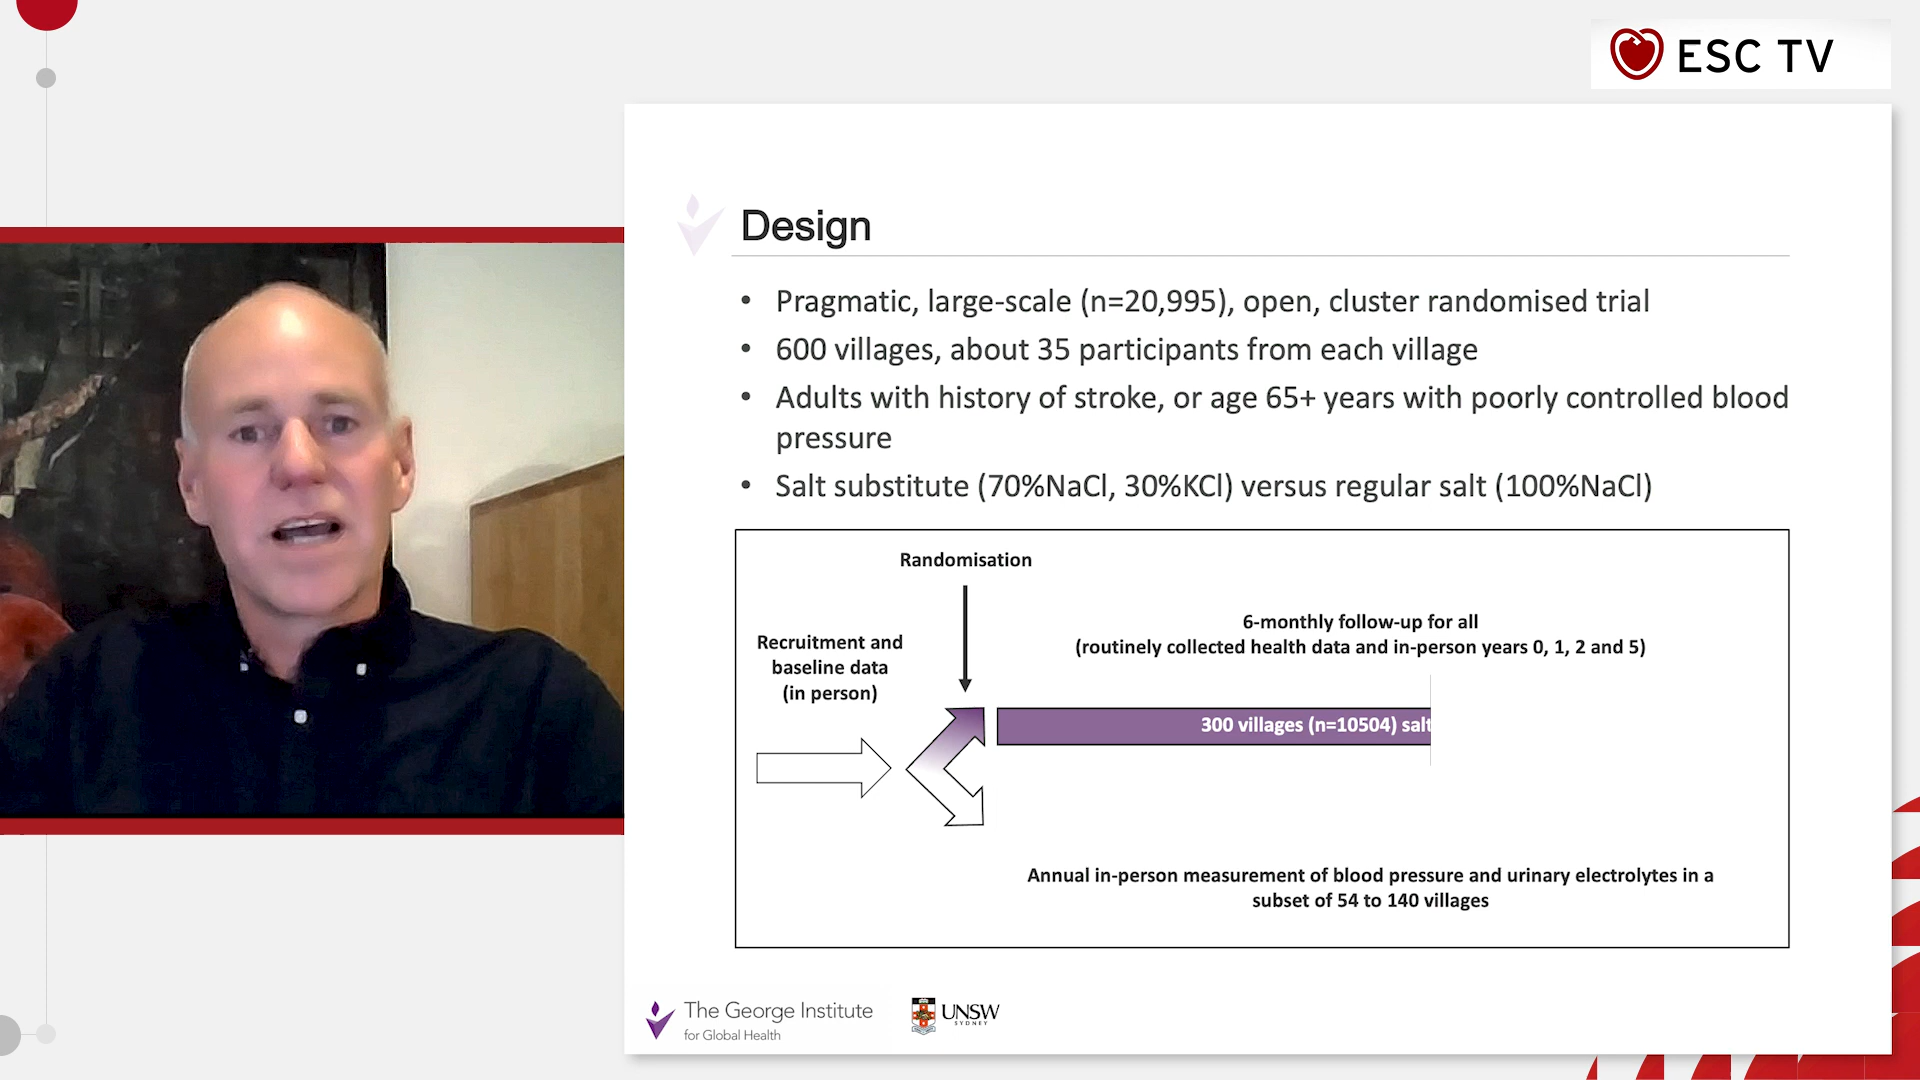 ESC TV
Design
• Pragmatic, large-scale (n=20,995), open, cluster randomised trial
• 600 villages, about 35 participants from each village
• Adults with history of stroke, or age 65+ years with poorly controlled blood
pressure
• Salt substitute (70%NaCl, 30%KCl) versus regular salt (100%NaCl)
Randomisation
6-monthly follow-up for all
(routinely collected health data and in-person years 0, 1, 2 and 5)
Recruitment and
baseline data
(in person)
300 villages (n=10504) salt
Annual in-person measurement of blood pressure and urinary electrolytes in a
subset of 54 to 140 villages
The George Institute
for Global Health
UNSW
SYDNEY